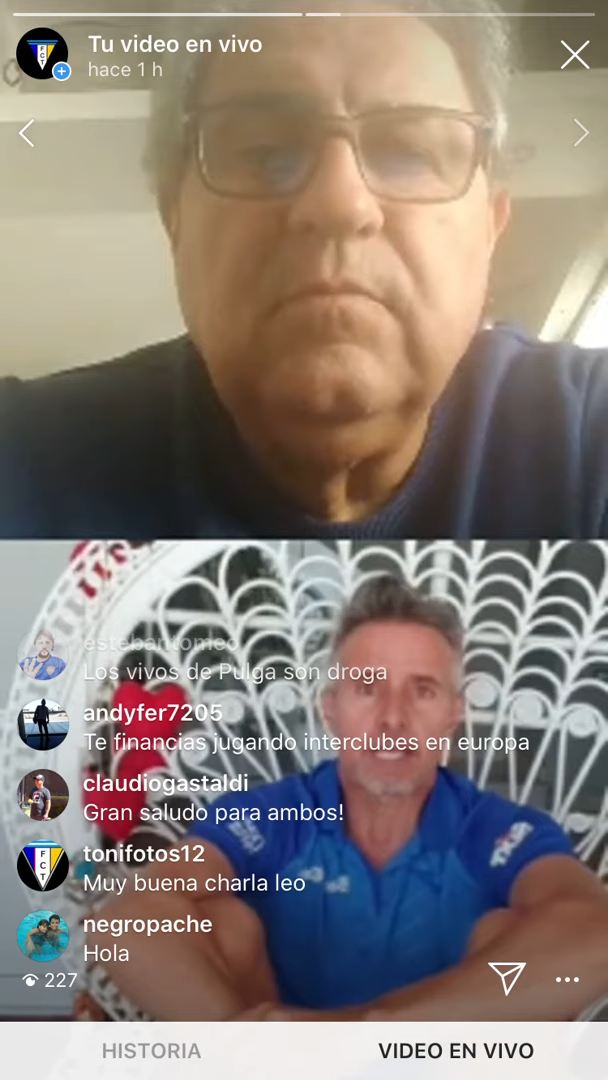 Tu video en vivo
hace 1 h
estebantomeo
Los vivos de Pulga son droga
andyfer7205
Te financias jugando interclubes en europa
claudiogastaldi
Gran saludo para ambos!
tonifotos12
Muy buena charla leo
negropache
Hola
227
HISTORIA
VIDEO EN VIVO
F
C
T